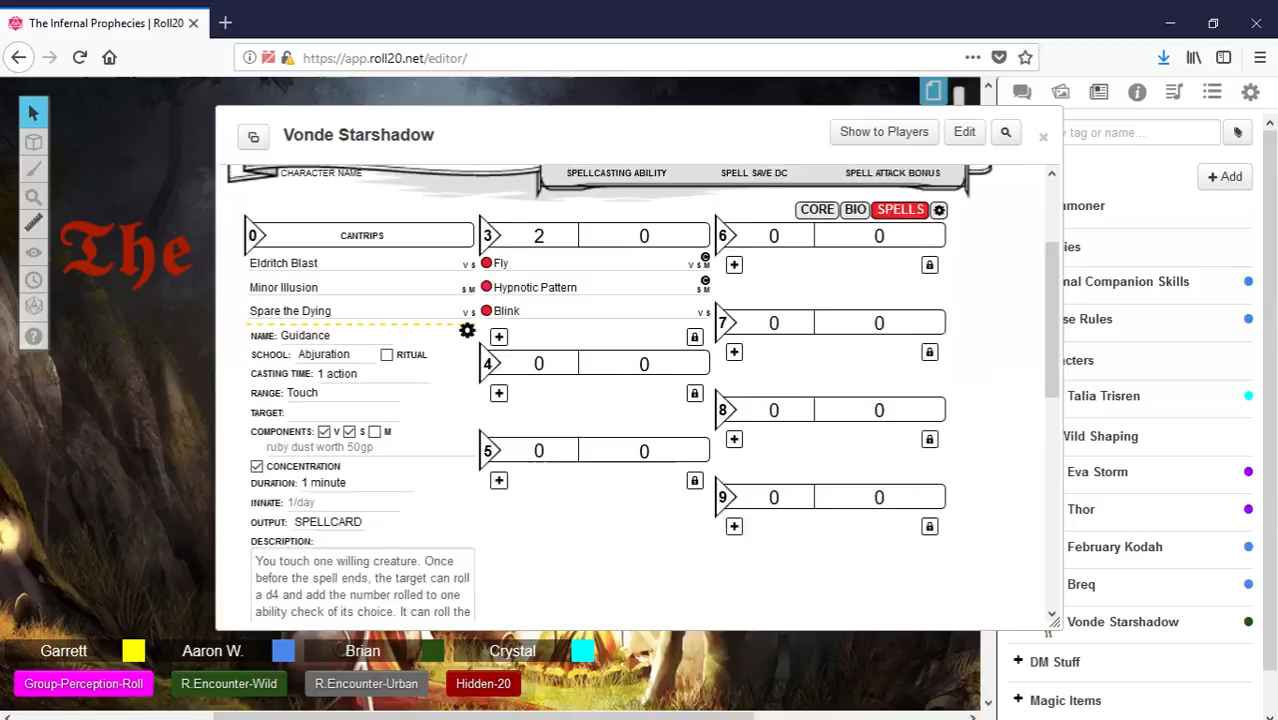 The Infernal Prophecies | Roll20
https://app.roll20.net/editor/
Vonde Starshadow
Show to Players
Edit
by tag or name...
+ Add
CHARACTER NAME
SPELLCASTING ABILITY
SPELL SAVE DC
SPELL ATTACK BONUS
CORE
BIO
SPELLS
0
CANTRIPS
Eldritch Blast
V S
Minor Illusion
S M
Spare the Dying
V S
NAME: Guidance
SCHOOL: Abjuration
RITUAL
CASTING TIME: 1 action
RANGE: Touch
TARGET:
COMPONENTS: V S M
ruby dust worth 50gp
CONCENTRATION
DURATION: 1 minute
INNATE: 1/day
OUTPUT: SPELLCARD
DESCRIPTION:
You touch one willing creature. Once
before the spell ends, the target can roll
a d4 and add the number rolled to one
ability check of its choice. It can roll the
3
2
0
Fly
C
V S M
Hypnotic Pattern
C
S M
Blink
V S
+
4
0
0
+
5
0
0
+
6
0
0
+
7
0
0
+
8
0
0
+
9
0
0
+
The
mmoner
ies
nal Companion Skills
se Rules
cters
Talia Trisren
Wild Shaping
Eva Storm
Thor
February Kodah
Breq
Vonde Starshadow
+ DM Stuff
+ Magic Items
Garrett
Aaron W.
Brian
Crystal
Group-Perception-Roll
R.Encounter-Wild
R.Encounter-Urban
Hidden-20